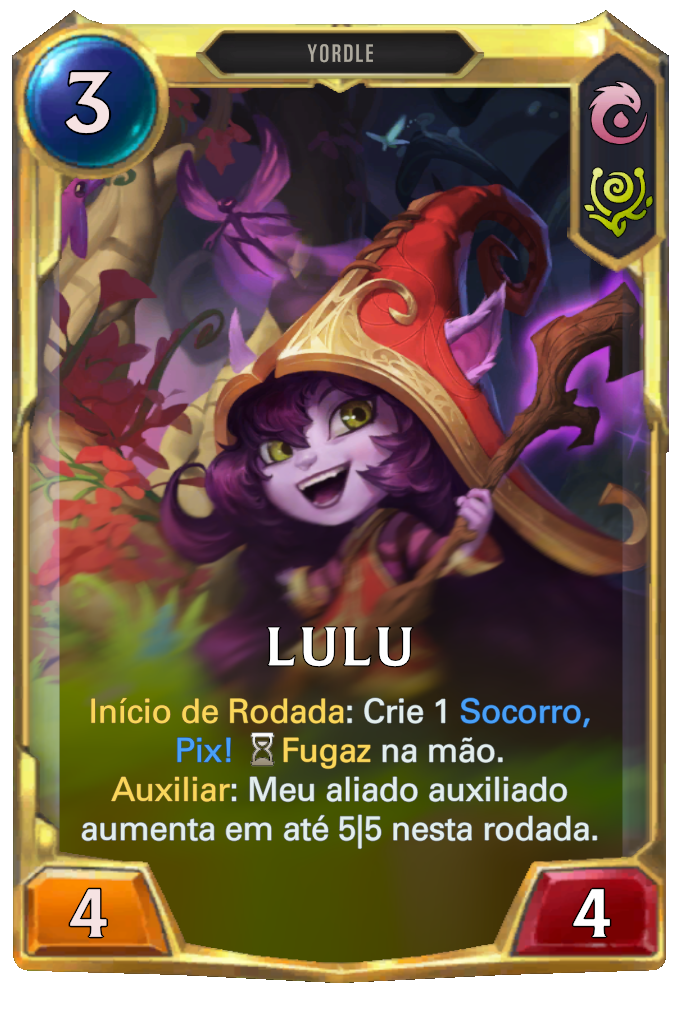 YORDLE
3
LULU
Início de Rodada: Crie 1 Socorro,
Pix! Fugaz na mão.
Auxiliar: Meu aliado auxiliado
aumenta em até 5|5 nesta rodada.
4
4